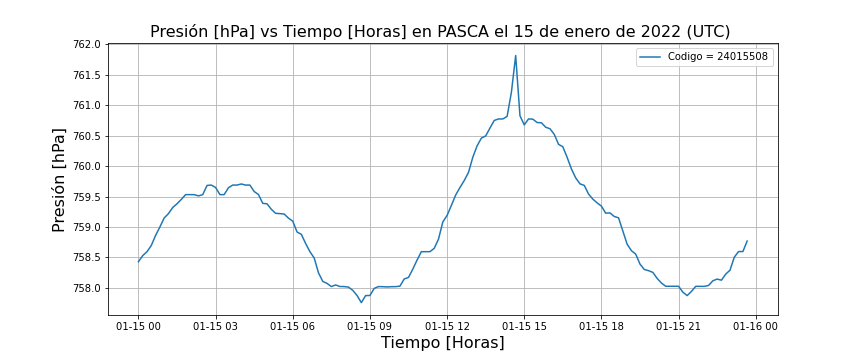 Presión [hPa] vs Tiempo [Horas] en PASCA el 15 de enero de 2022 (UTC)
Codigo = 24015508
Presión [hPa]
762.0
761.5
761.0
760.5
760.0
759.5
759.0
758.5
758.0
01-15 00 01-15 03 01-15 06 01-15 09 01-15 12 01-15 15 01-15 18 01-15 21 01-16 00
Tiempo [Horas]